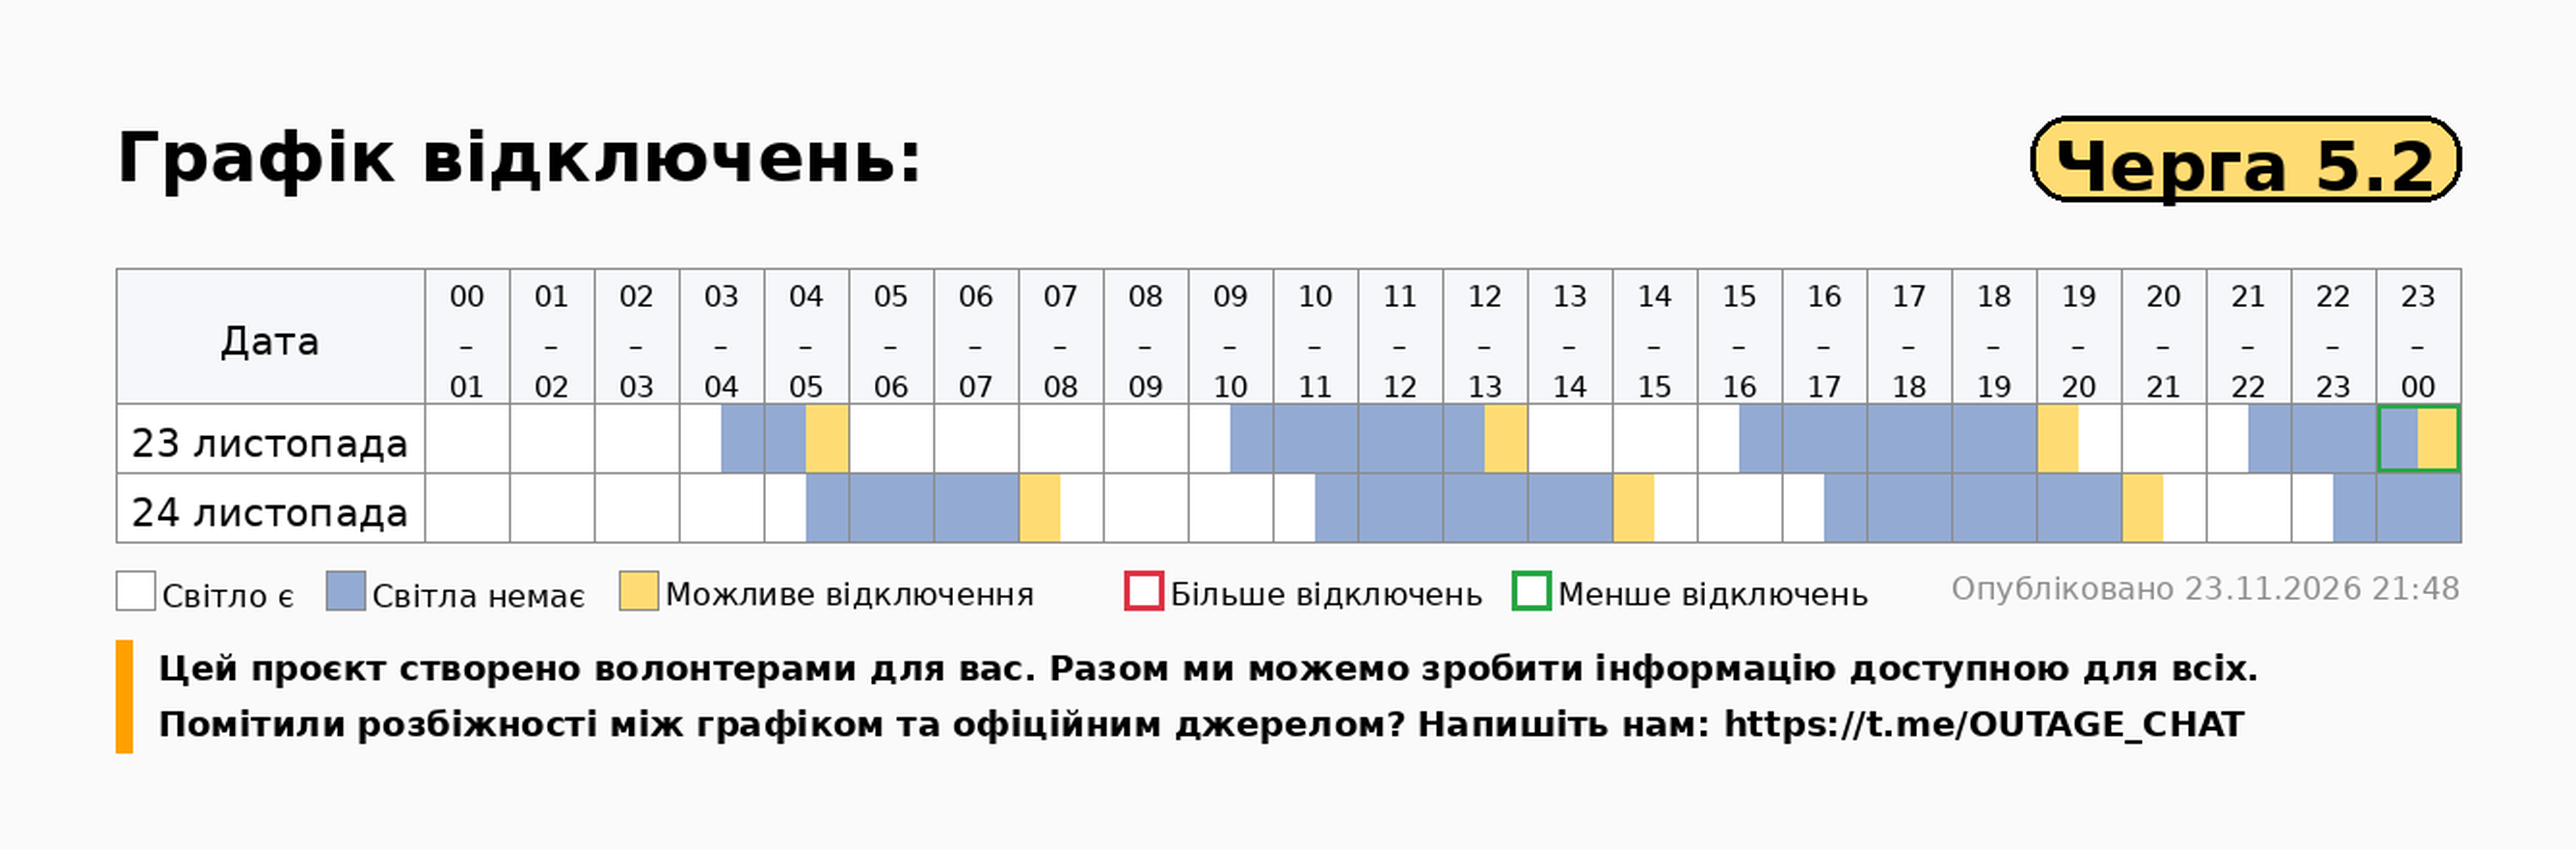 Графік відключень:
Черга 5.2
Дата
00 – 01
01 – 02
02 – 03
03 – 04
04 – 05
05 – 06
06 – 07
07 – 08
08 – 09
09 – 10
10 – 11
11 – 12
12 – 13
13 – 14
14 – 15
15 – 16
16 – 17
17 – 18
18 – 19
19 – 20
20 – 21
21 – 22
22 – 23
23 – 00
23 листопада
24 листопада
Світло є
Світла немає
Можливе відключення
Більше відключень
Менше відключень
Опубліковано 23.11.2026 21:48
Цей проєкт створено волонтерами для вас. Разом ми можемо зробити інформацію доступною для всіх.
Помітили розбіжності між графіком та офіційним джерелом? Напишіть нам: https://t.me/OUTAGE_CHAT